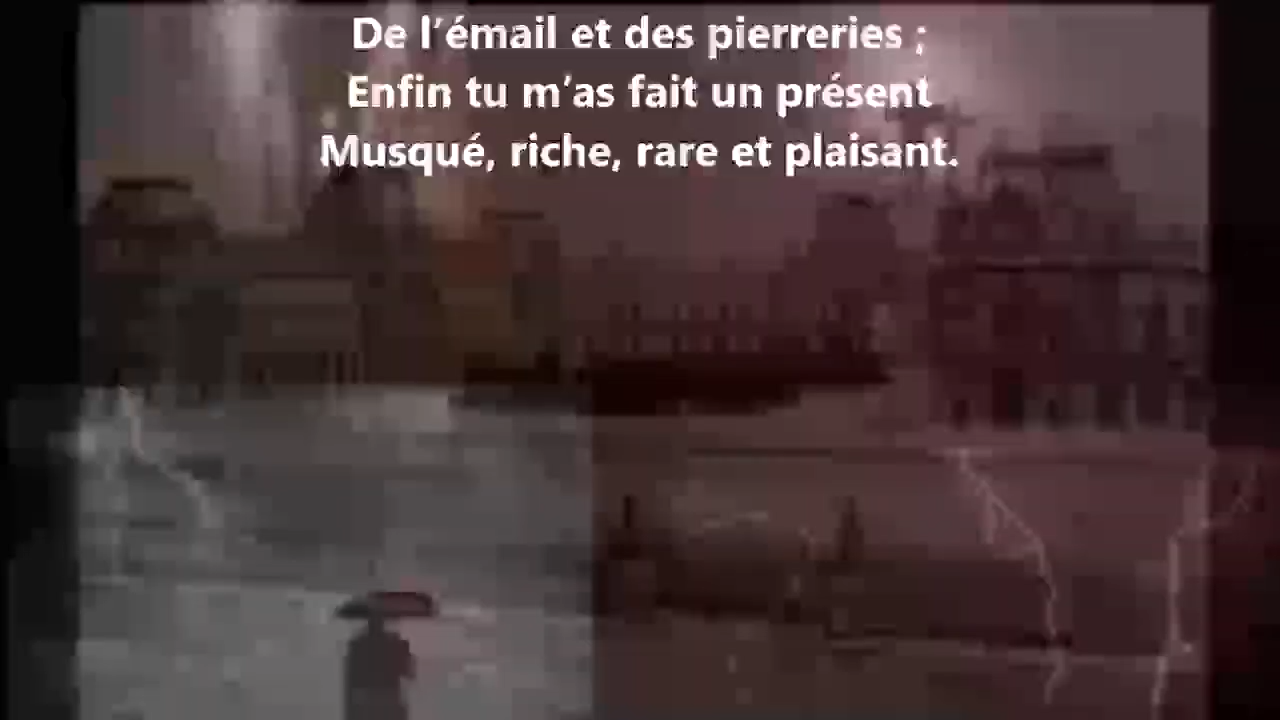 De l’émail et des pierreries ;
Enfin tu m’as fait un présent
Musqué, riche, rare et plaisant.